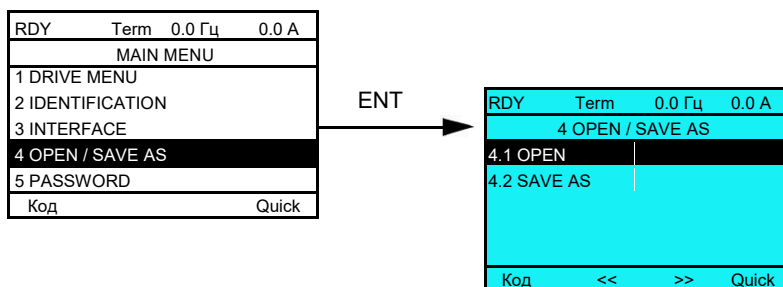 RDY Term 0.0 Гц 0.0 A
MAIN MENU
1 DRIVE MENU
2 IDENTIFICATION
3 INTERFACE
4 OPEN / SAVE AS
5 PASSWORD
Код Quick
ENT
RDY Term 0.0 Гц 0.0 A
4 OPEN / SAVE AS
4.1 OPEN
4.2 SAVE AS
Код << >> Quick